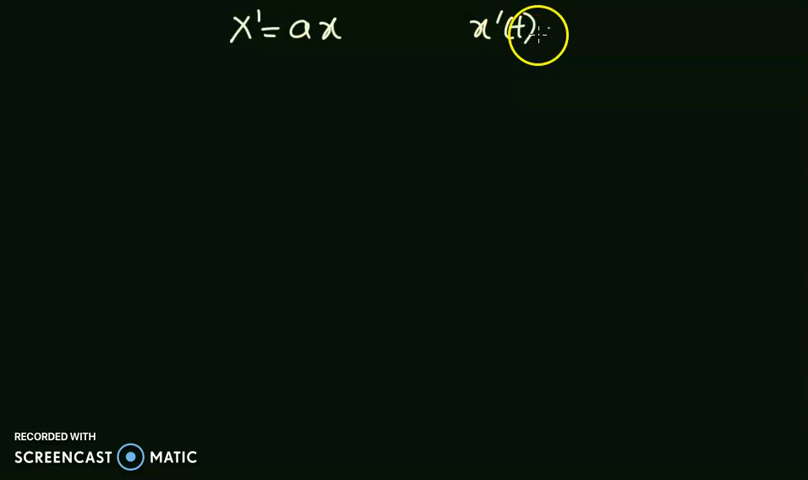 x' = ax x'(t)
RECORDED WITH
SCREENCAST MATIC